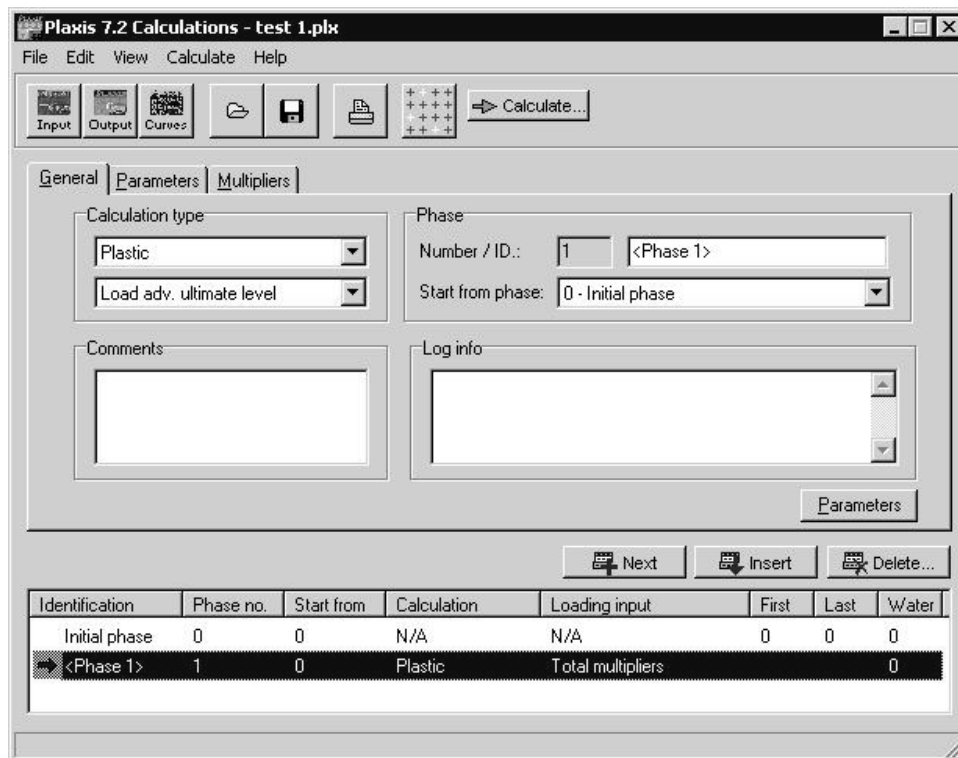 Plaxis 7.2 Calculations - test 1.plx
File Edit View Calculate Help
Input Output Curves Calculate...
General Parameters Multipliers
Calculation type
Plastic
Load adv. ultimate level
Phase
Number / ID.: 1 <Phase 1>
Start from phase: 0 - Initial phase
Comments
Log info
Parameters
Next Insert Delete...
Identification Phase no. Start from Calculation Loading input First Last Water
Initial phase 0 0 N/A N/A 0 0 0
<Phase 1> 1 0 Plastic Total multipliers 0